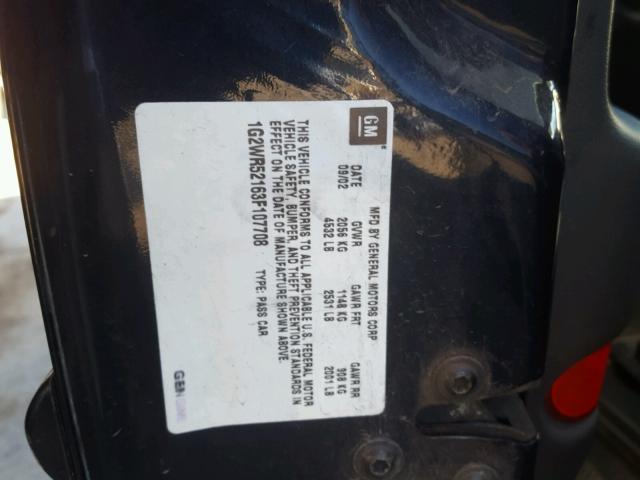 GM
MFD BY GENERAL MOTORS CORP
DATE GVWR GAWR FRT GAWR RR
09/02 2056 KG 1148 KG 908 KG
4532 LB 2531 LB 2001 LB
THIS VEHICLE CONFORMS TO ALL APPLICABLE U.S. FEDERAL MOTOR
VEHICLE SAFETY, BUMPER, AND THEFT PREVENTION STANDARDS IN
EFFECT ON THE DATE OF MANUFACTURE SHOWN ABOVE.
1G2WR52163F107708 TYPE: PASS CAR